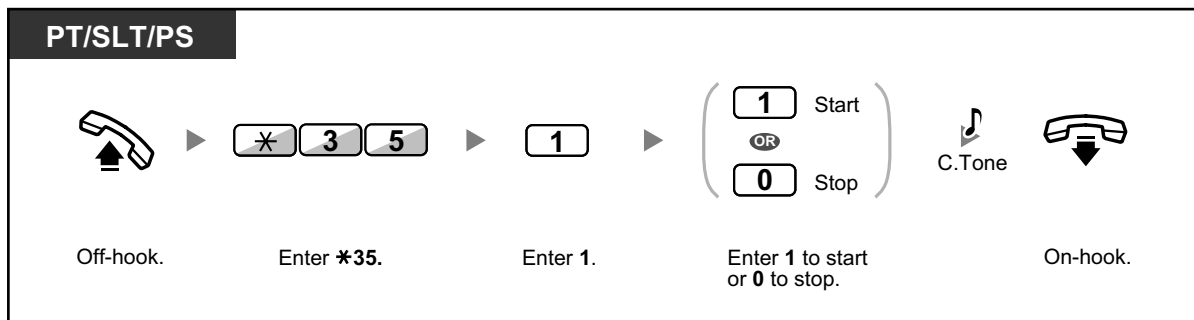 PT/SLT/PS
✳ 3 5
1
1 Start
OR
0 Stop
C.Tone
Off-hook.
Enter ✳35.
Enter 1.
Enter 1 to start
or 0 to stop.
On-hook.